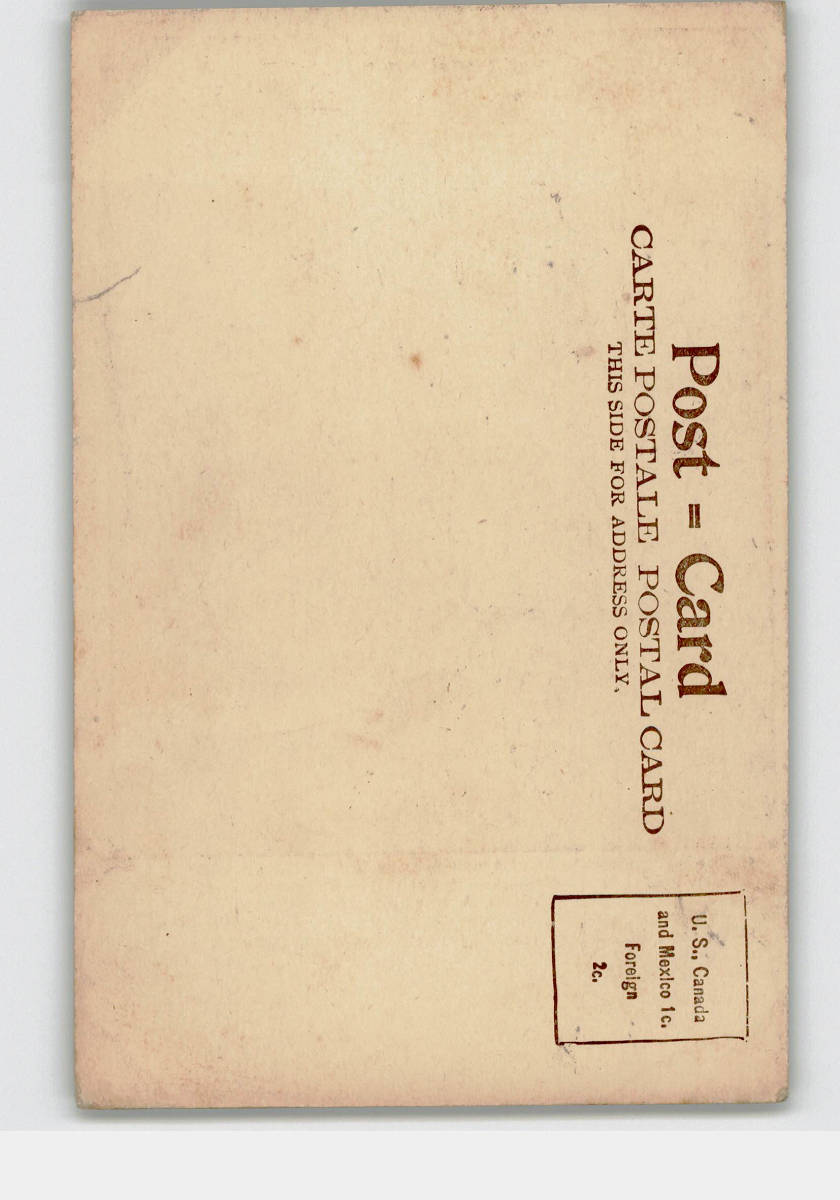 Post = Card
CARTE POSTALE POSTAL CARD
THIS SIDE FOR ADDRESS ONLY.
U. S., Canada
and Mexico 1c.
Foreign
2c.